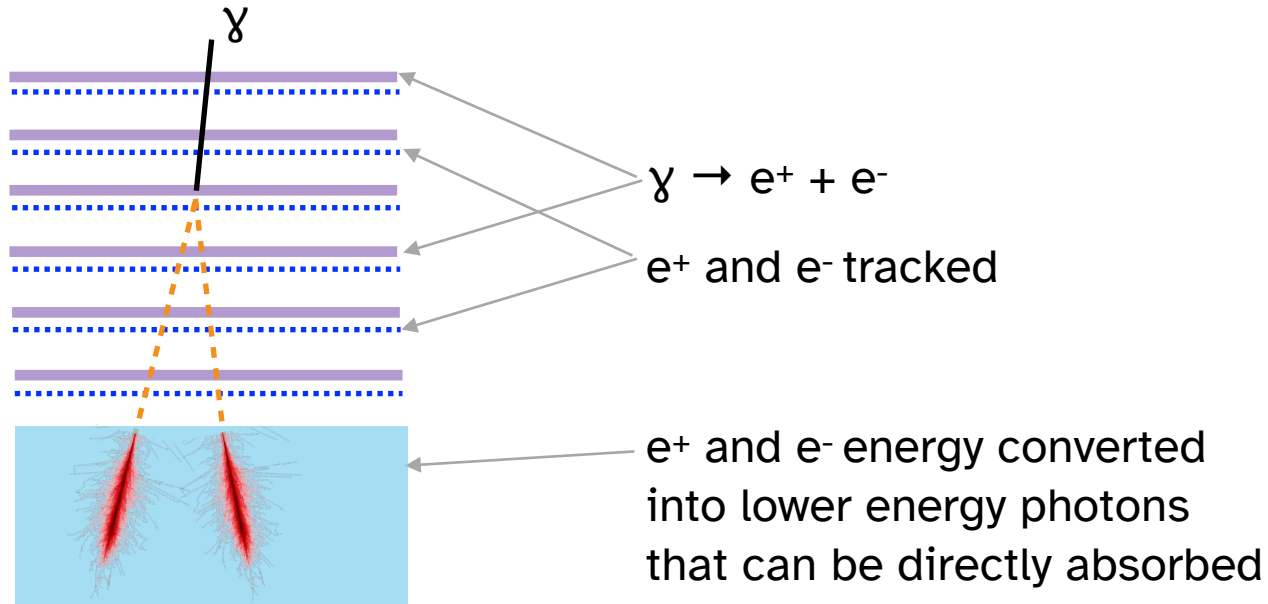 γ
γ → e⁺ + e⁻
e⁺ and e⁻ tracked
e⁺ and e⁻ energy converted
into lower energy photons
that can be directly absorbed